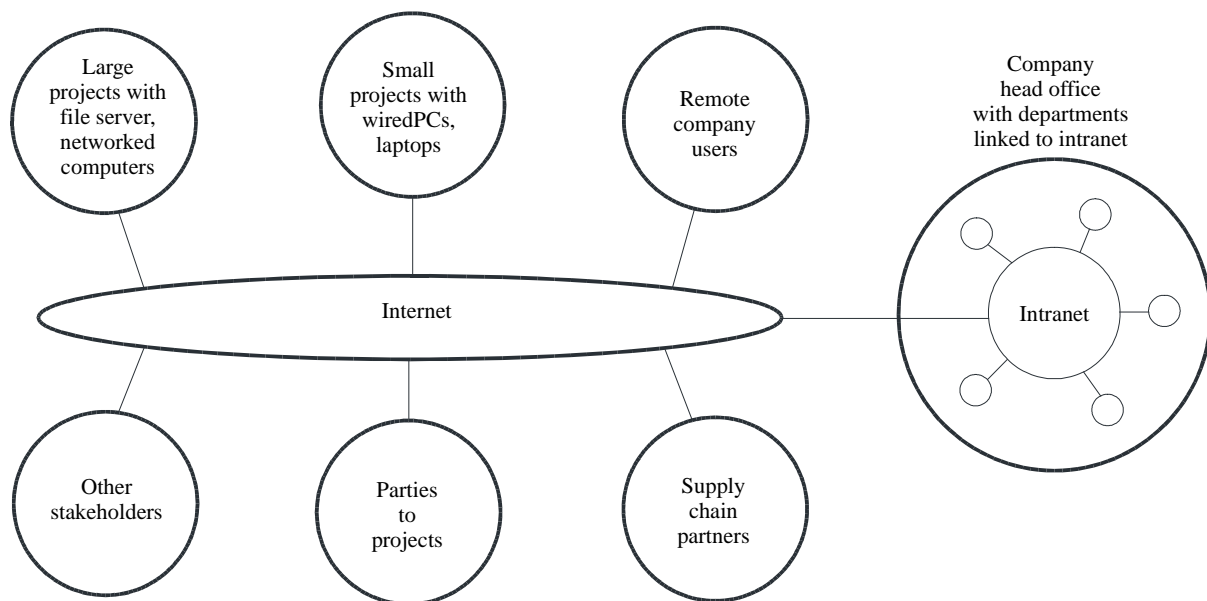 Large
projects with
file server,
networked
computers
Small
projects with
wiredPCs,
laptops
Remote
company
users
Company
head office
with departments
linked to intranet
Internet
Intranet
Other
stakeholders
Parties
to
projects
Supply
chain
partners